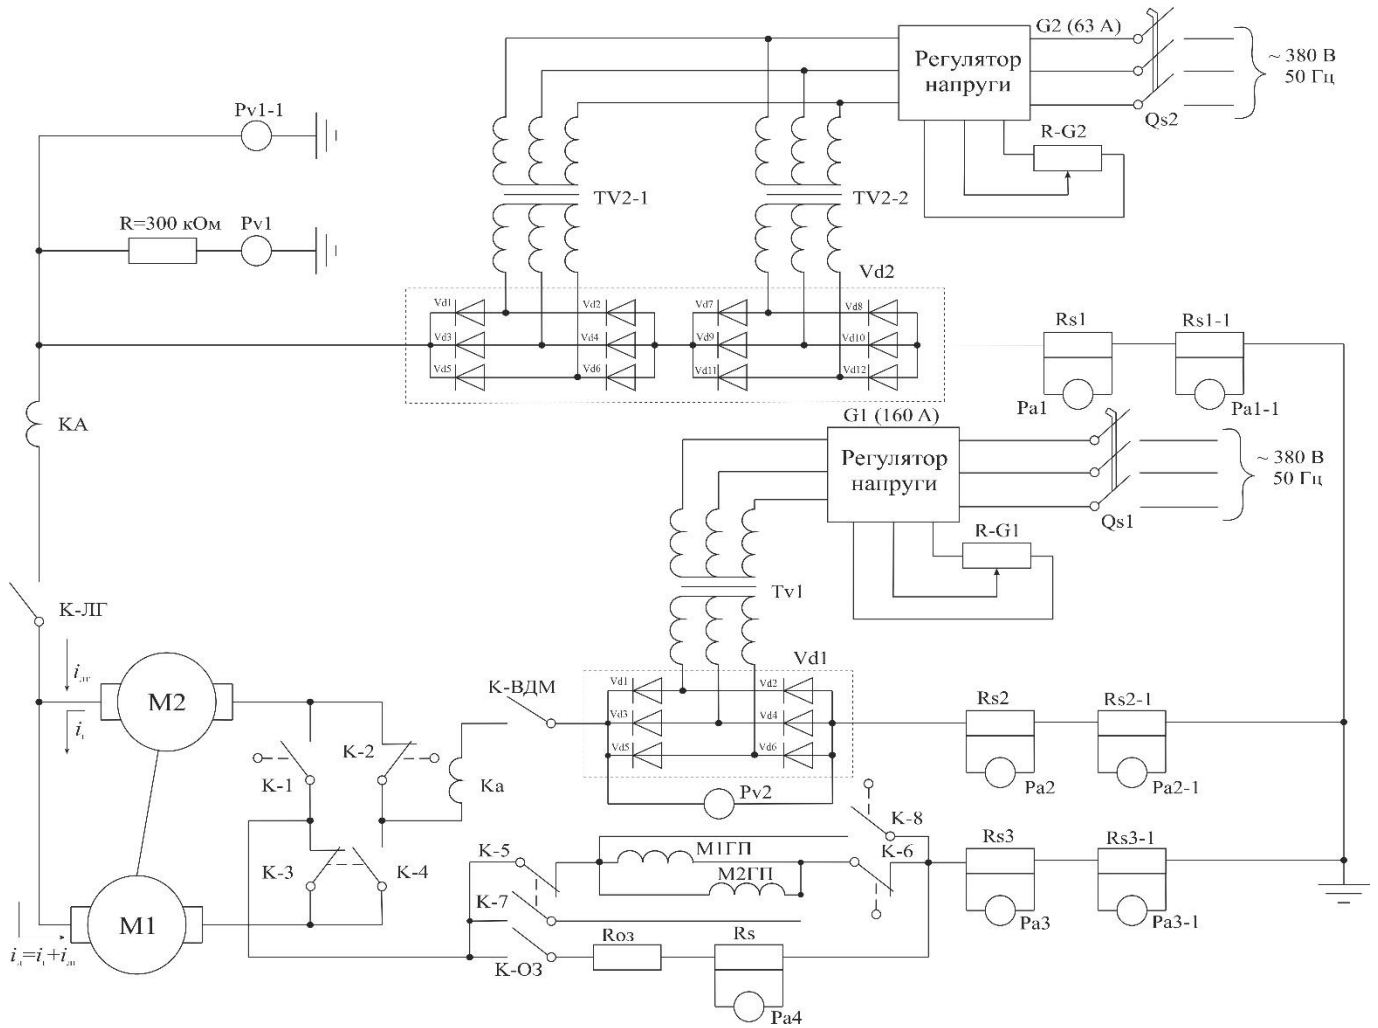 G2 (63 А)
Регулятор
напруги
~ 380 В
50 Гц
Qs2
R-G2
Pv1-1
R=300 кОм
Pv1
TV2-1
TV2-2
Vd2
Vd1
Vd2
Vd7
Vd8
Vd3
Vd4
Vd9
Vd10
Vd5
Vd6
Vd11
Vd12
Rs1
Rs1-1
Pa1
Pa1-1
КА
G1 (160 А)
Регулятор
напруги
~ 380 В
50 Гц
Qs1
R-G1
Tv1
К-ЛГ
Vd1
Vd1
Vd2
Vd3
Vd4
Vd5
Vd6
К-ВДМ
M2
Rs2
Rs2-1
Pa2
Pa2-1
К-1
К-2
Ка
Pv2
К-8
К-3
К-4
К-5
М1ГП
К-6
М2ГП
К-7
Rs3
Rs3-1
Pa3
Pa3-1
M1
К-ОЗ
Rоз
Rs
Pa4